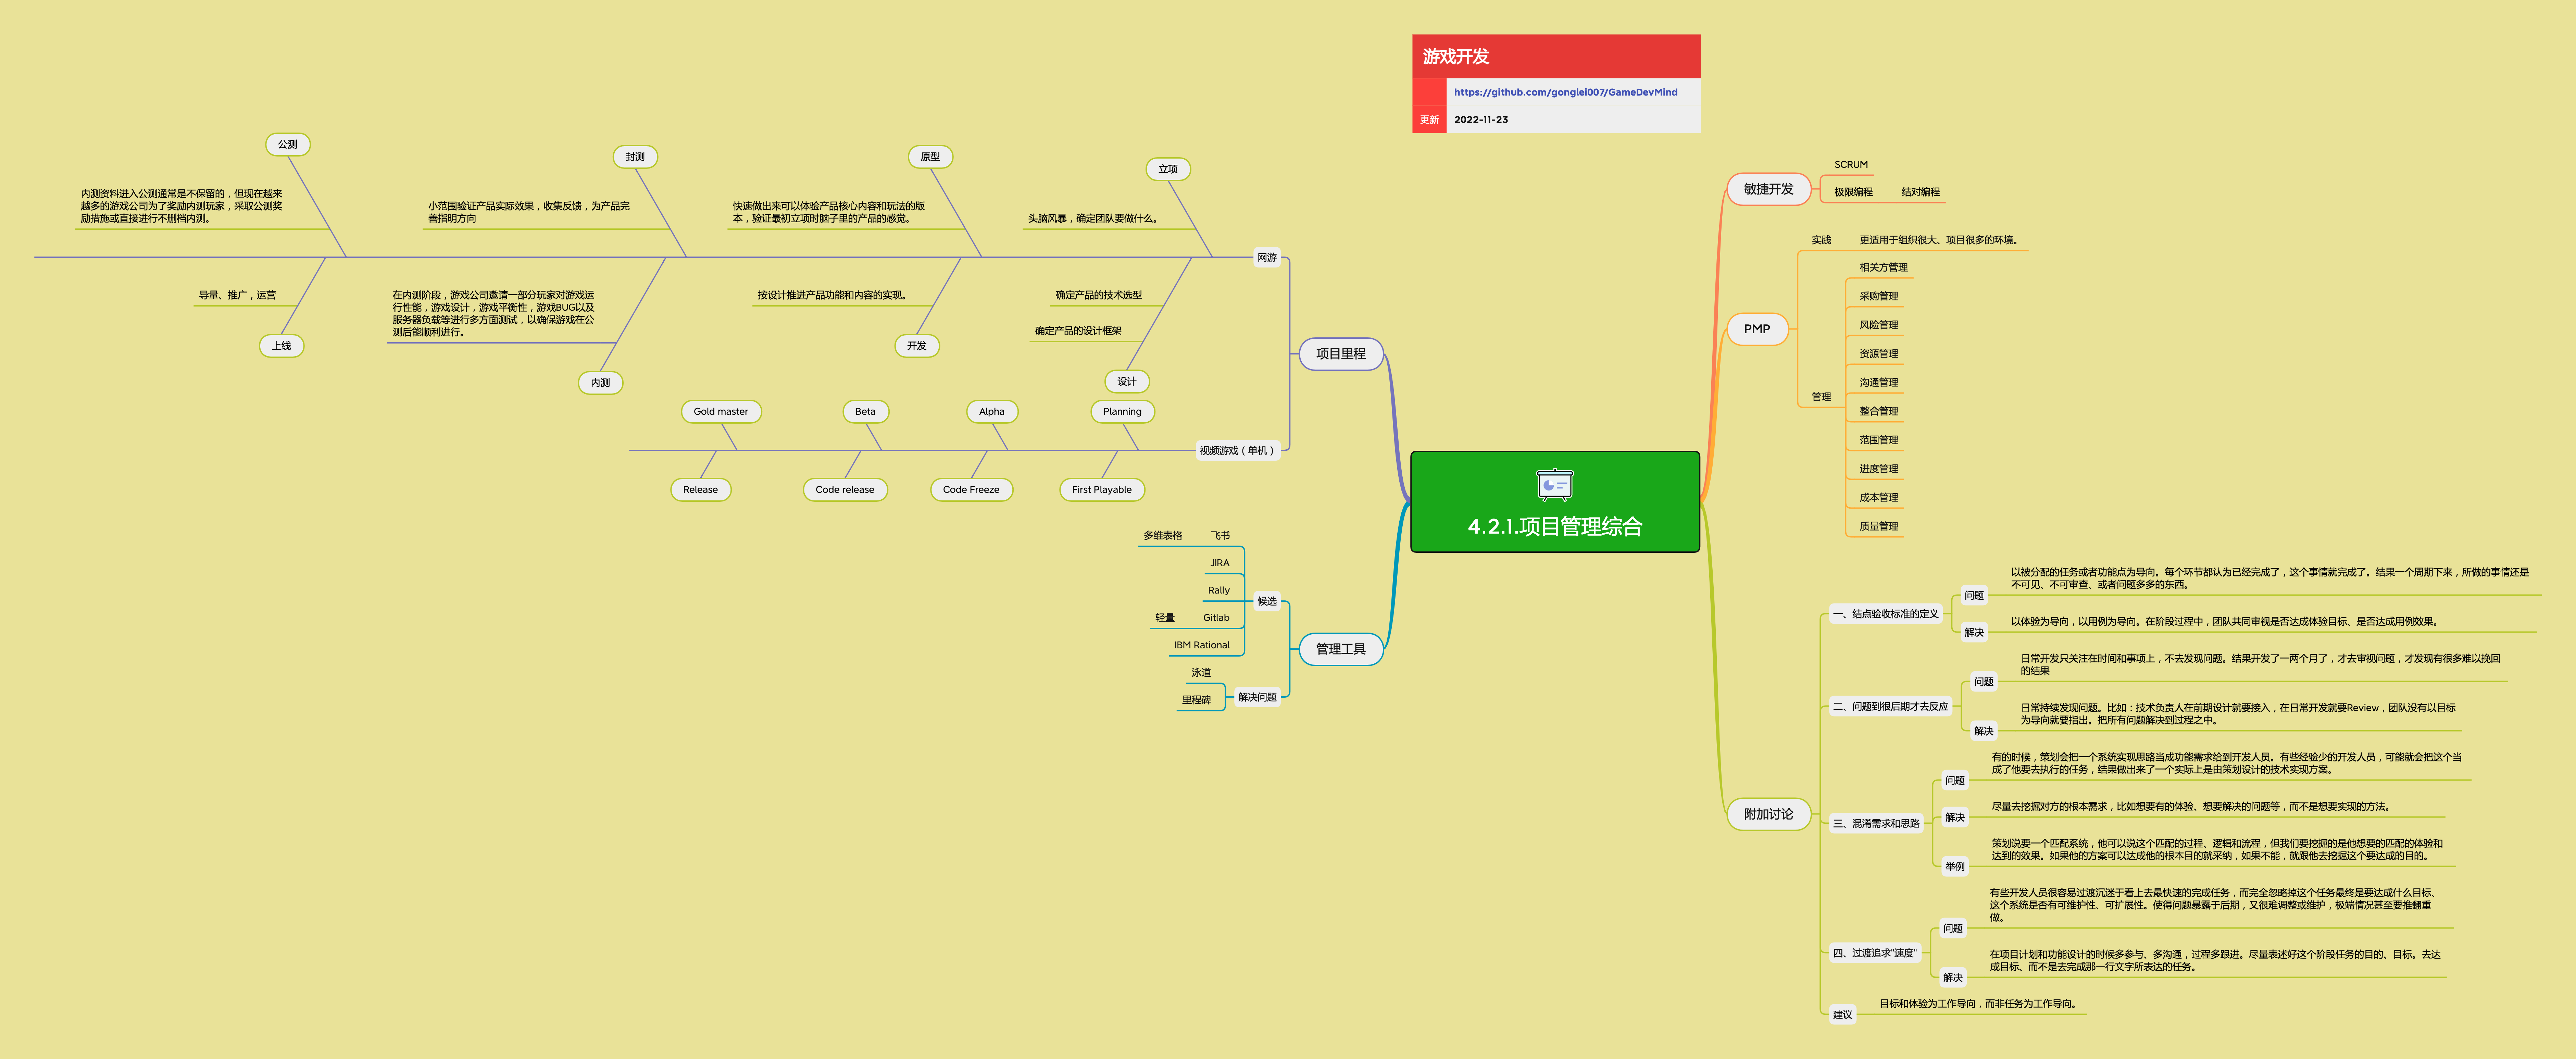 游戏开发
https://github.com/gonglei007/GameDevMind
更新 2022-11-23
4.2.1.项目管理综合
项目里程
网游
立项
头脑风暴，确定团队要做什么。
设计
确定产品的技术选型
确定产品的设计框架
原型
快速做出来可以体验产品核心内容和玩法的版
本，验证最初立项时脑子里的产品的感觉。
开发
按设计推进产品功能和内容的实现。
封测
小范围验证产品实际效果，收集反馈，为产品完
善指明方向
内测
在内测阶段，游戏公司邀请一部分玩家对游戏运
行性能，游戏设计，游戏平衡性，游戏BUG以及
服务器负载等进行多方面测试，以确保游戏在公
测后能顺利进行。
公测
内测资料进入公测通常是不保留的，但现在越来
越多的游戏公司为了奖励内测玩家，采取公测奖
励措施或直接进行不删档内测。
上线
导量、推广，运营
视频游戏（单机）
Planning
First Playable
Alpha
Code Freeze
Beta
Code release
Gold master
Release
管理工具
候选
飞书
多维表格
JIRA
Rally
Gitlab
轻量
IBM Rational
解决问题
泳道
里程碑
敏捷开发
SCRUM
极限编程
结对编程
PMP
实践
更适用于组织很大、项目很多的环境。
管理
相关方管理
采购管理
风险管理
资源管理
沟通管理
整合管理
范围管理
进度管理
成本管理
质量管理
附加讨论
一、结点验收标准的定义
问题
以被分配的任务或者功能点为导向。每个环节都认为已经完成了，这个事情就完成了。结果一个周期下来，所做的事情还是
不可见、不可审查、或者问题多多的东西。
解决
以体验为导向，以用例为导向。在阶段过程中，团队共同审视是否达成体验目标、是否达成用例效果。
二、问题到很后期才去反应
问题
日常开发只关注在时间和事项上，不去发现问题。结果开发了一两个月了，才去审视问题，才发现有很多难以挽回
的结果
解决
日常持续发现问题。比如：技术负责人在前期设计就要接入，在日常开发就要Review，团队没有以目标
为导向就要指出。把所有问题解决到过程之中。
三、混淆需求和思路
问题
有的时候，策划会把一个系统实现思路当成功能需求给到开发人员。有些经验少的开发人员，可能就会把这个当
成了他要去执行的任务，结果做出来了一个实际上是由策划设计的技术实现方案。
解决
尽量去挖掘对方的根本需求，比如想要有的体验、想要解决的问题等，而不是想要实现的方法。
举例
策划说要一个匹配系统，他可以说这个匹配的过程、逻辑和流程，但我们要挖掘的是他想要的匹配的体验和
达到的效果。如果他的方案可以达成他的根本目的就采纳，如果不能，就跟他去挖掘这个要达成的目的。
四、过渡追求"速度"
问题
有些开发人员很容易过渡沉迷于看上去最快速的完成任务，而完全忽略掉这个任务最终是要达成什么目标、
这个系统是否有可维护性、可扩展性。使得问题暴露于后期，又很难调整或维护，极端情况甚至要推翻重
做。
解决
在项目计划和功能设计的时候多参与、多沟通，过程多跟进。尽量表述好这个阶段任务的目的、目标。去达
成目标、而不是去完成那一行文字所表达的任务。
建议
目标和体验为工作导向，而非任务为工作导向。